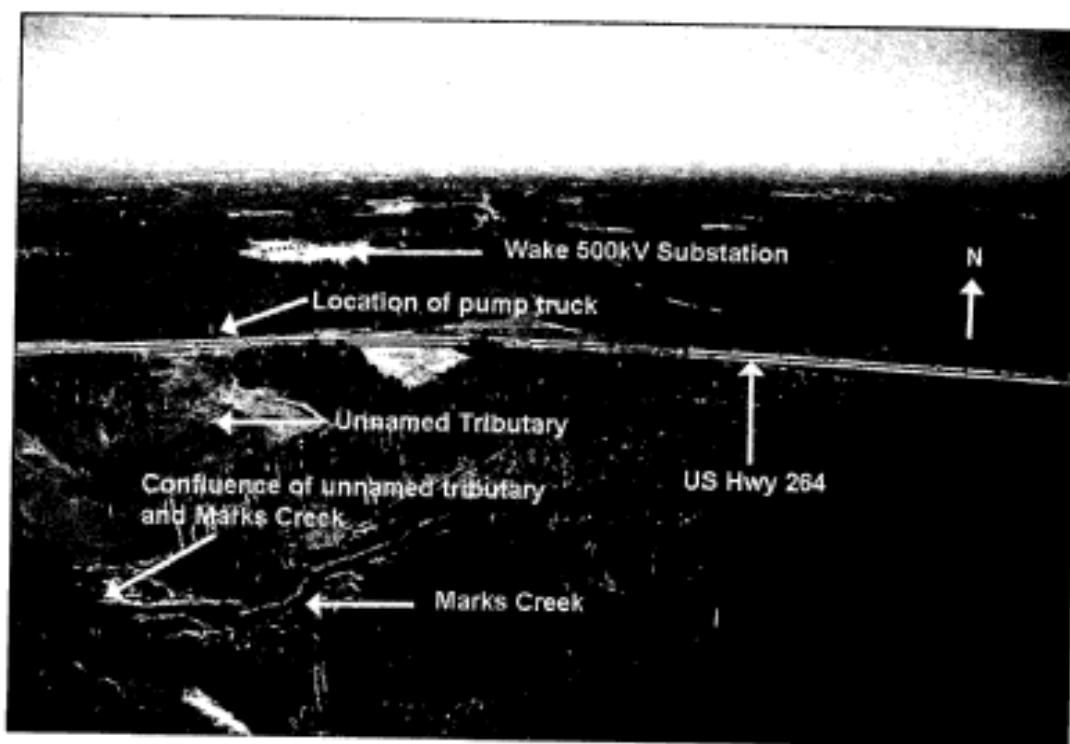 Wake 500kV Substation
N
Location of pump truck
Unnamed Tributary
Confluence of unnamed tributary
and Marks Creek
US Hwy 264
Marks Creek